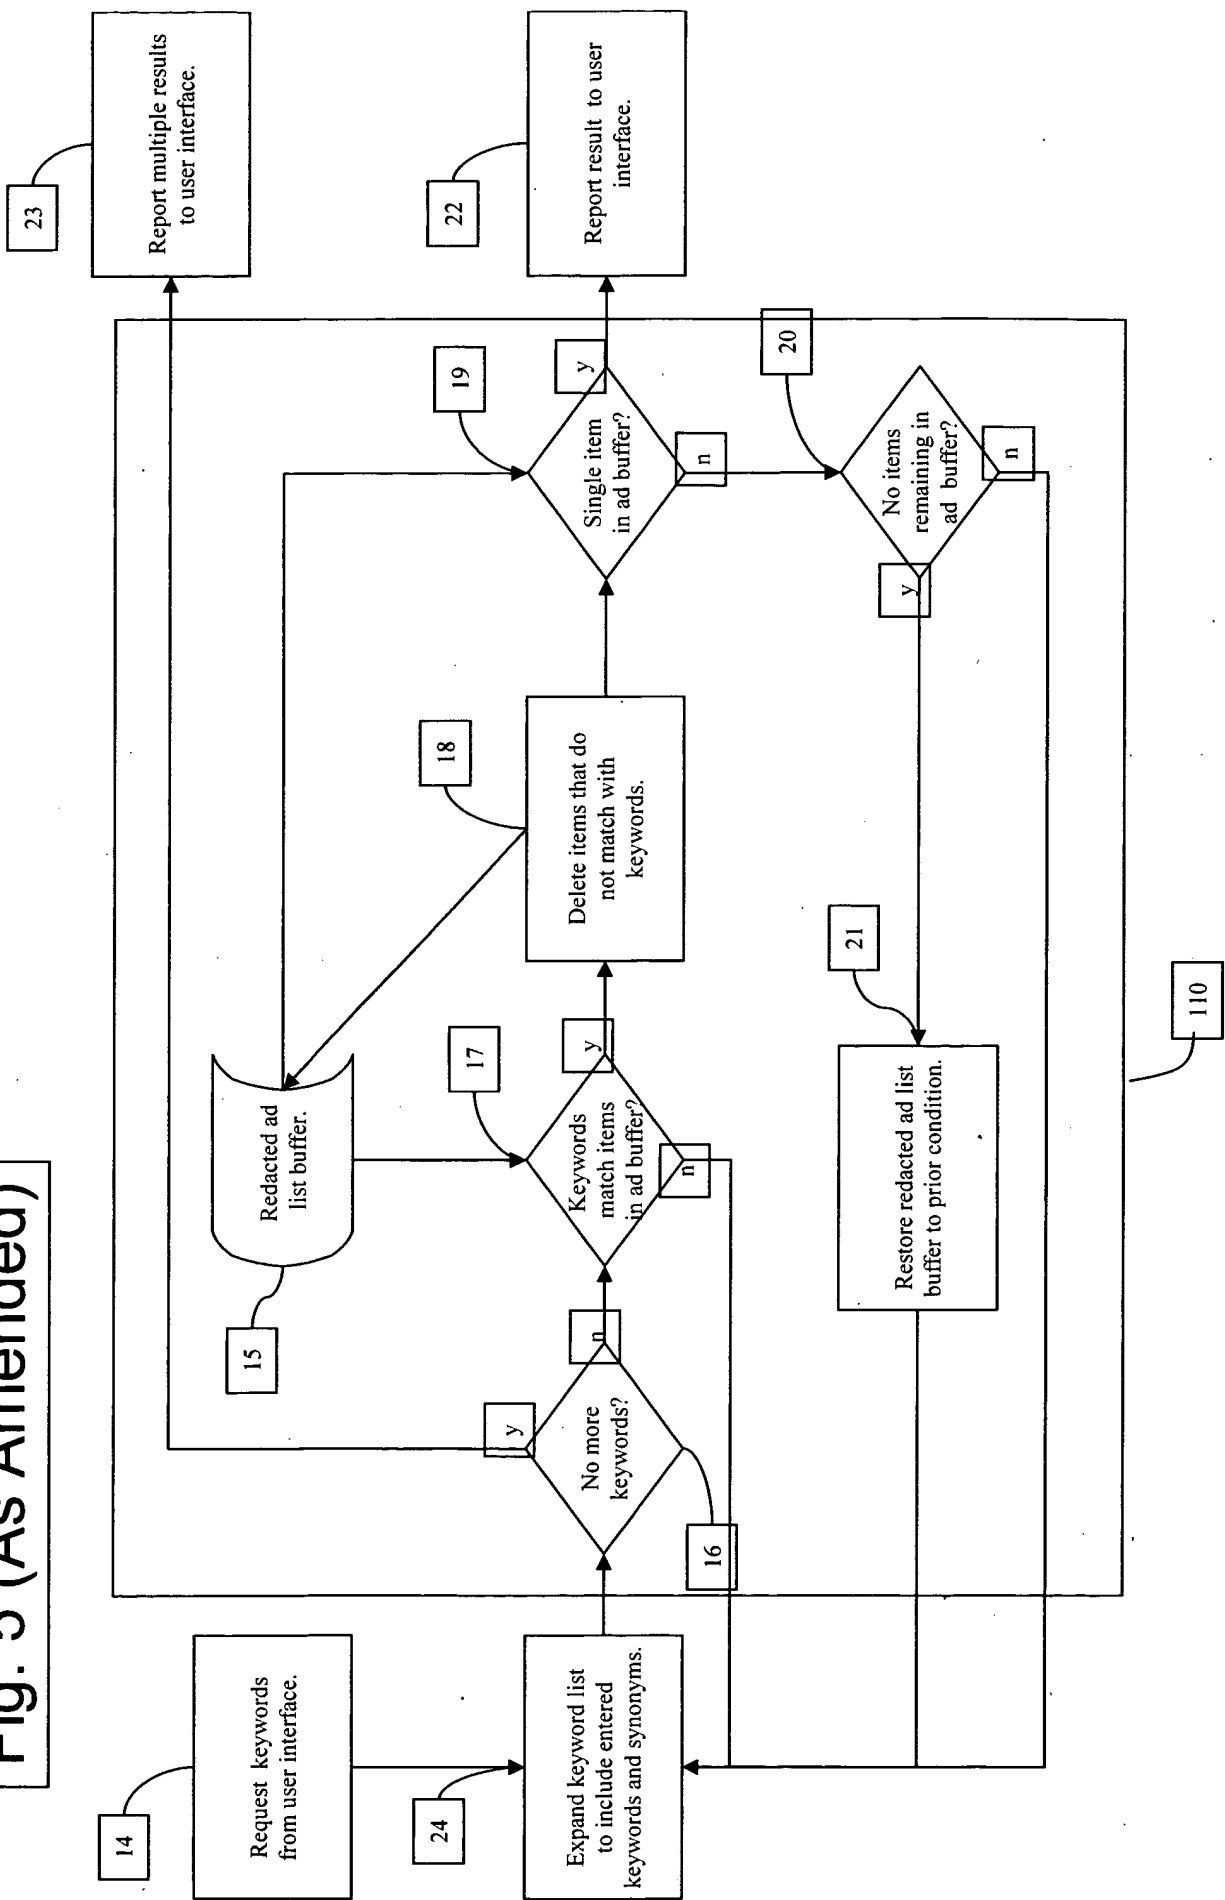 Fig. 5 (As Amended)
14
Request keywords
from user interface.
24
Expand keyword list
to include entered
keywords and synonyms.
16
No more
keywords?
y
n
15
Redacted ad
list buffer.
17
Keywords
match items
in ad buffer?
y
n
18
Delete items that do
not match with
keywords.
19
Single item
in ad buffer?
y
n
20
No items
remaining in
ad buffer?
y
n
21
Restore redacted ad list
buffer to prior condition.
110
22
Report result to user
interface.
23
Report multiple results
to user interface.